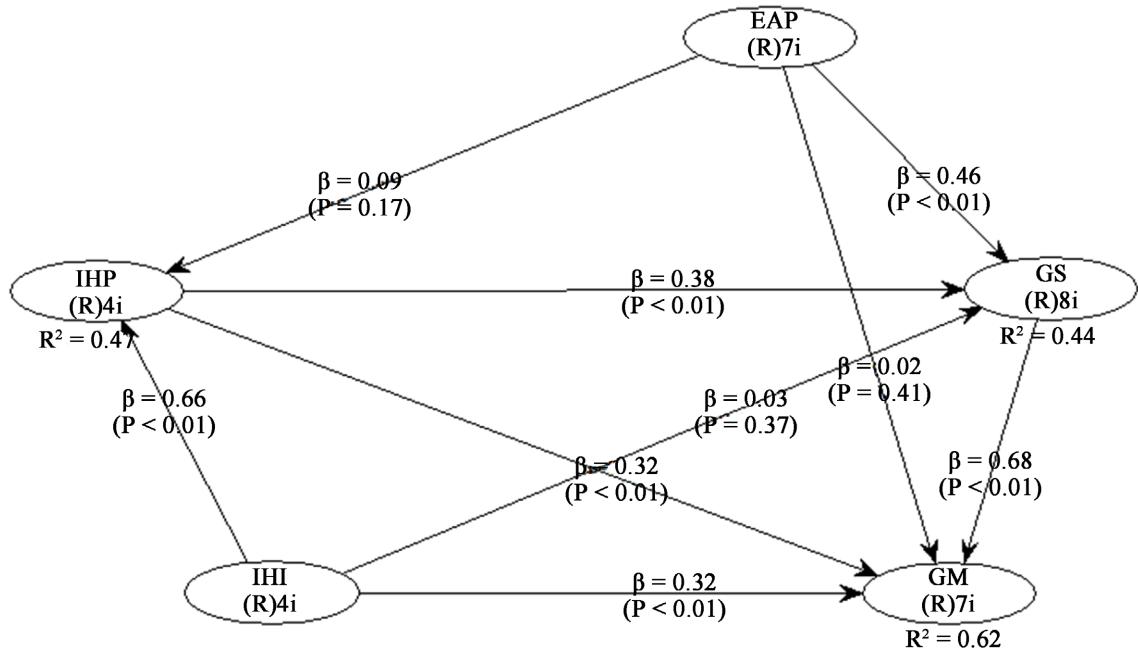 EAP
(R)7i
β = 0.09
(P = 0.17)
β = 0.46
(P < 0.01)
IHP
(R)4i
R² = 0.47
β = 0.38
(P < 0.01)
GS
(R)8i
R² = 0.44
β = 0.02
(P = 0.41)
β = 0.66
(P < 0.01)
β = 0.03
(P = 0.37)
β = 0.32
(P < 0.01)
β = 0.68
(P < 0.01)
IHI
(R)4i
β = 0.32
(P < 0.01)
GM
(R)7i
R² = 0.62